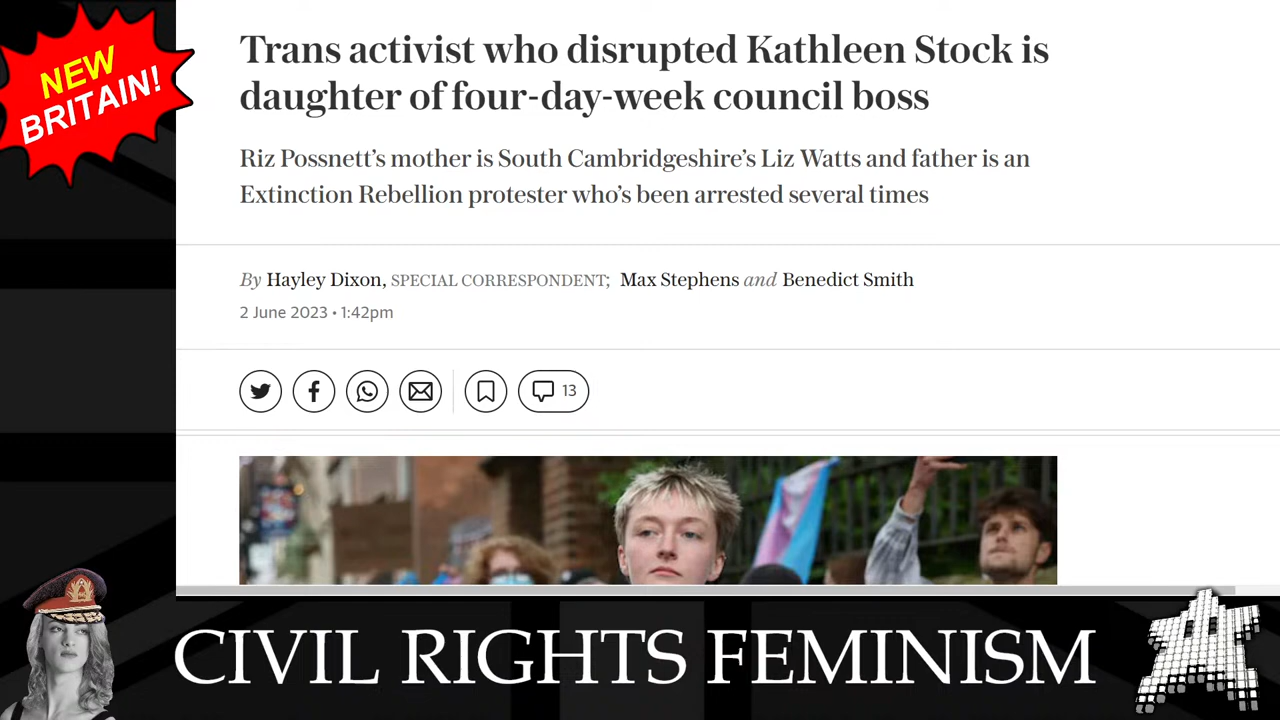 NEW
BRITAIN!
Trans activist who disrupted Kathleen Stock is
daughter of four-day-week council boss
Riz Possnett’s mother is South Cambridgeshire’s Liz Watts and father is an
Extinction Rebellion protester who’s been arrested several times
By Hayley Dixon, SPECIAL CORRESPONDENT; Max Stephens and Benedict Smith
2 June 2023 • 1:42pm
13
CIVIL RIGHTS FEMINISM